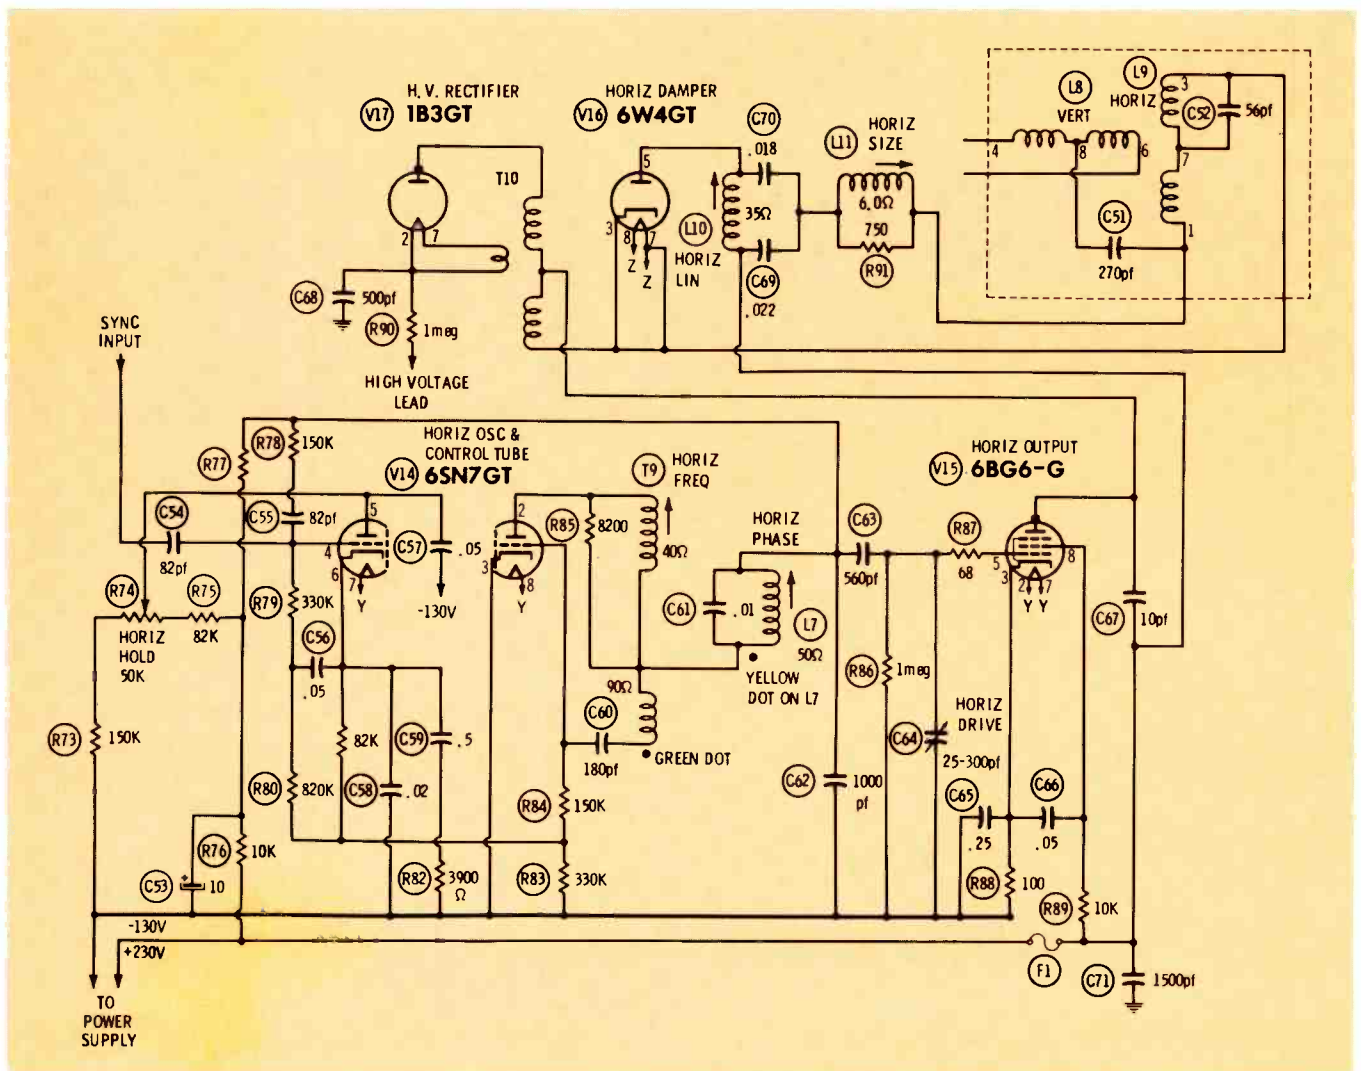 H.V. RECTIFIER
V17 1B3GT
HORIZ DAMPER
V16 6W4GT
T10
2 7
C68 500pf
R90 1meg
HIGH VOLTAGE
LEAD
5
3 8 7
Z Z
C70
.018
35Ω
L10
HORIZ
LIN
C69
.022
L11 HORIZ
SIZE
6.0Ω
750
R91
L8
VERT
L9
HORIZ
3
C52 56pf
4 8 6 7
C51
270pf
1
SYNC
INPUT
R77
R78 150K
HORIZ OSC &
CONTROL TUBE
V14 6SN7GT
T9 HORIZ
FREQ
HORIZ OUTPUT
V15 6BG6-G
C54
82pf
C55 82pf
5
4
6
7
Y
C57 .05
-130V
2
3
8
Y
R85 8200
40Ω
HORIZ
PHASE
C63
560pf
R87
68
5 8
3 2 7
Y Y
R74
HORIZ
HOLD
50K
R75
82K
R79 330K
C56
.05
C61 .01
L7
50Ω
YELLOW
DOT ON L7
90Ω
C60
180pf
GREEN DOT
R86 1meg
HORIZ
DRIVE
C64
25-300pf
C67
10pf
R73 150K
82K
C59 .5
R80 820K
C58 .02
R84 150K
C62 1000
pf
C65
.25
C66
.05
R76 10K
C53 + 10
R82 3900
Ω
R83 330K
R88 100
R89 10K
-130V
+230V
F1
C71 1500pf
TO
POWER
SUPPLY